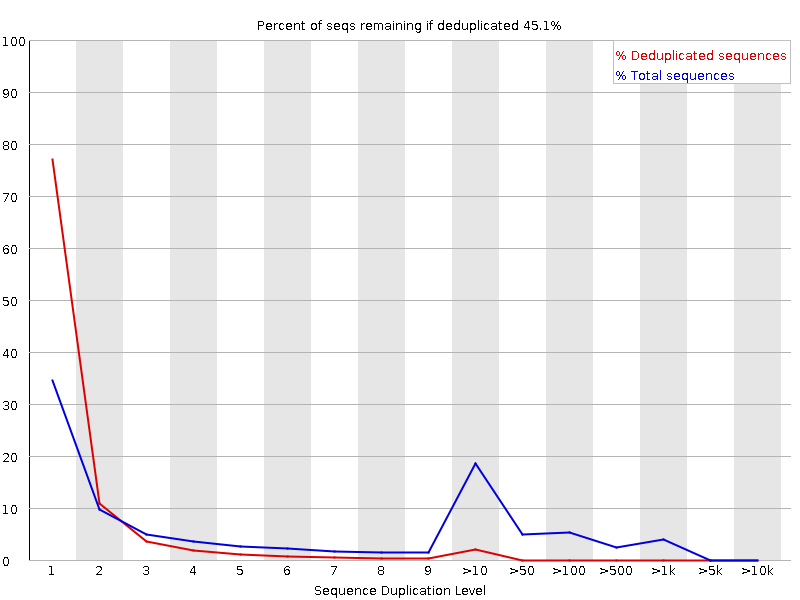 Percent of seqs remaining if deduplicated 45.1%
% Deduplicated sequences
% Total sequences
100
90
80
70
60
50
40
30
20
10
0
1 2 3 4 5 6 7 8 9 >10 >50 >100 >500 >1k >5k >10k
Sequence Duplication Level